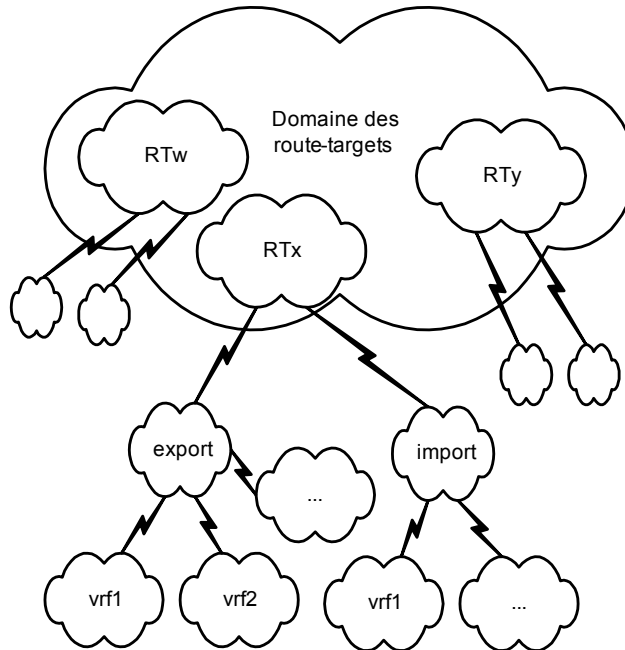 Domaine des
route-targets
RTw
RTy
RTx
export
import
...
vrf1
vrf2
vrf1
...